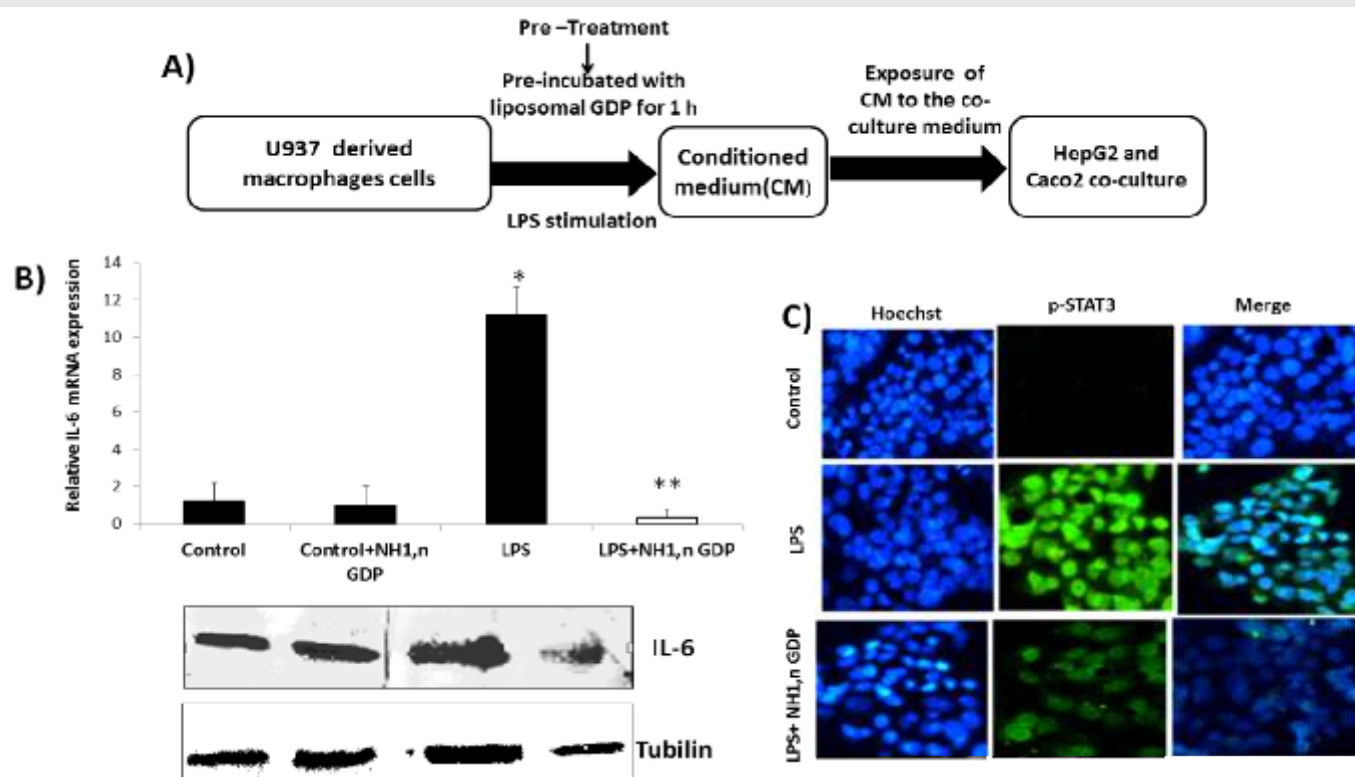 A)
Pre –Treatment
Pre-incubated with
liposomal GDP for 1 h
U937 derived
macrophages cells
LPS stimulation
Conditioned
medium(CM)
Exposure of
CM to the co-
culture medium
HepG2 and
Caco2 co-culture
B)
Relative IL-6 mRNA expression
14
12
10
8
6
4
2
0
*
**
Control
Control+NH1,n
GDP
LPS
LPS+NH1,n GDP
IL-6
Tubilin
C)
Hoechst
p-STAT3
Merge
Control
LPS
LPS+ NH1,n GDP